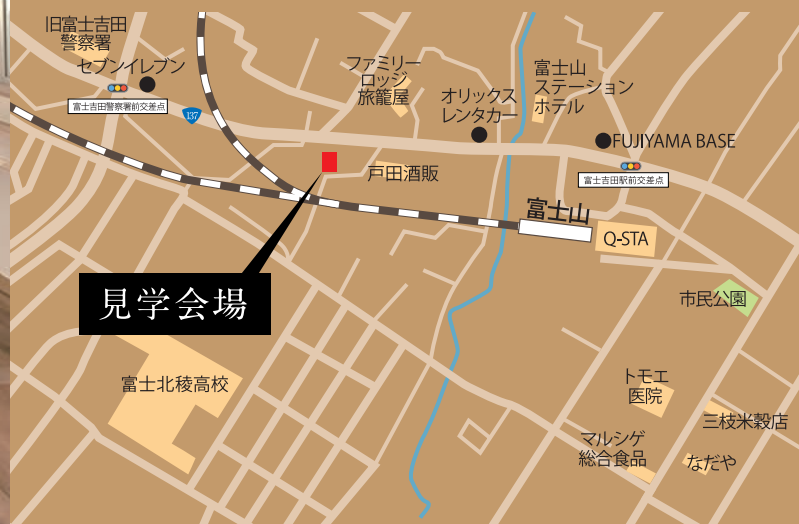 旧富士吉田
警察署
セブンイレブン
富士吉田警察署前交差点
137
ファミリー
ロッジ
旅籠屋
オリックス
レンタカー
富士山
ステーション
ホテル
FUJIYAMA BASE
富士吉田駅前交差点
戸田酒販
富士山
Q-STA
見学会場
市民公園
富士北稜高校
トモエ
医院
三枝米穀店
マルシゲ
総合食品
なだや